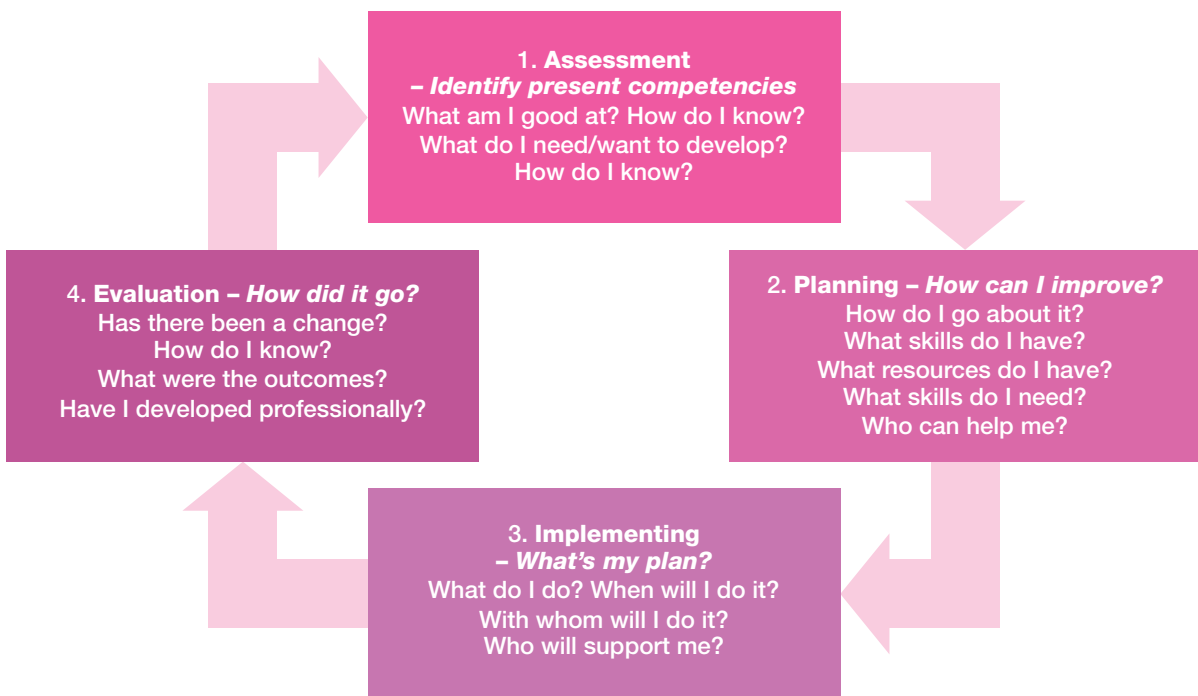 1. Assessment
– Identify present competencies
What am I good at? How do I know?
What do I need/want to develop?
How do I know?
2. Planning – How can I improve?
How do I go about it?
What skills do I have?
What resources do I have?
What skills do I need?
Who can help me?
3. Implementing
– What's my plan?
What do I do? When will I do it?
With whom will I do it?
Who will support me?
4. Evaluation – How did it go?
Has there been a change?
How do I know?
What were the outcomes?
Have I developed professionally?